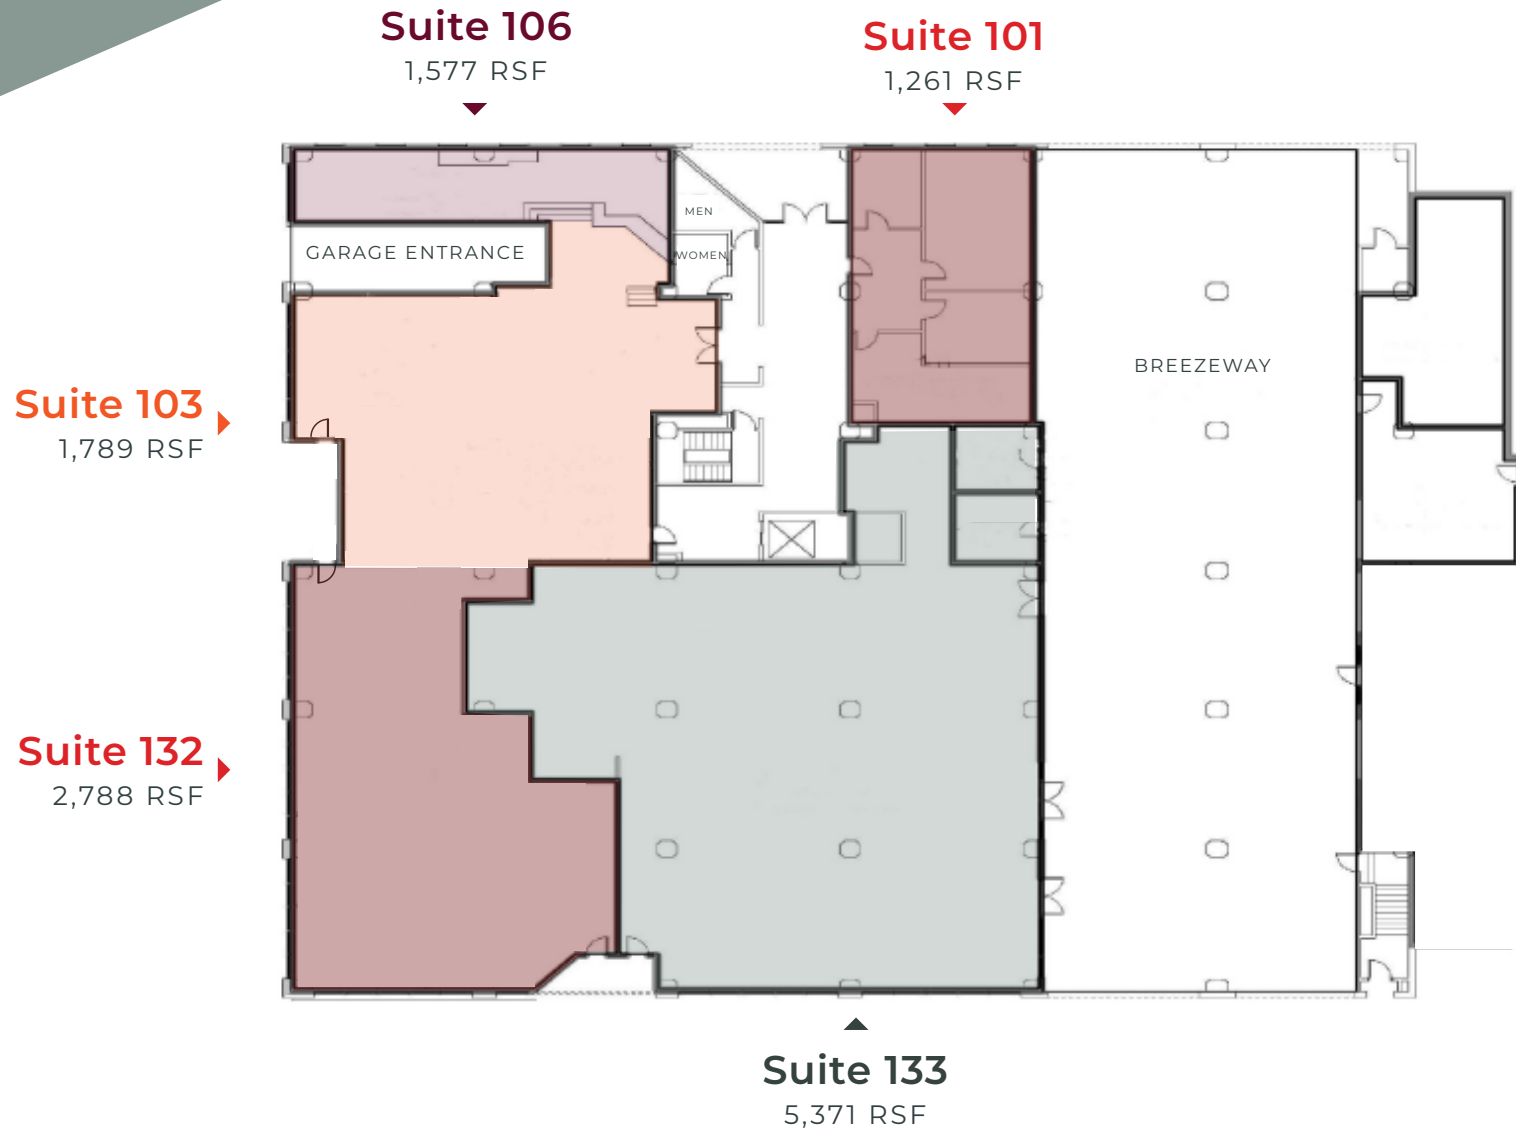 Suite 106
1,577 RSF
Suite 101
1,261 RSF
MEN
WOMEN
GARAGE ENTRANCE
BREEZEWAY
Suite 103
1,789 RSF
Suite 132
2,788 RSF
Suite 133
5,371 RSF